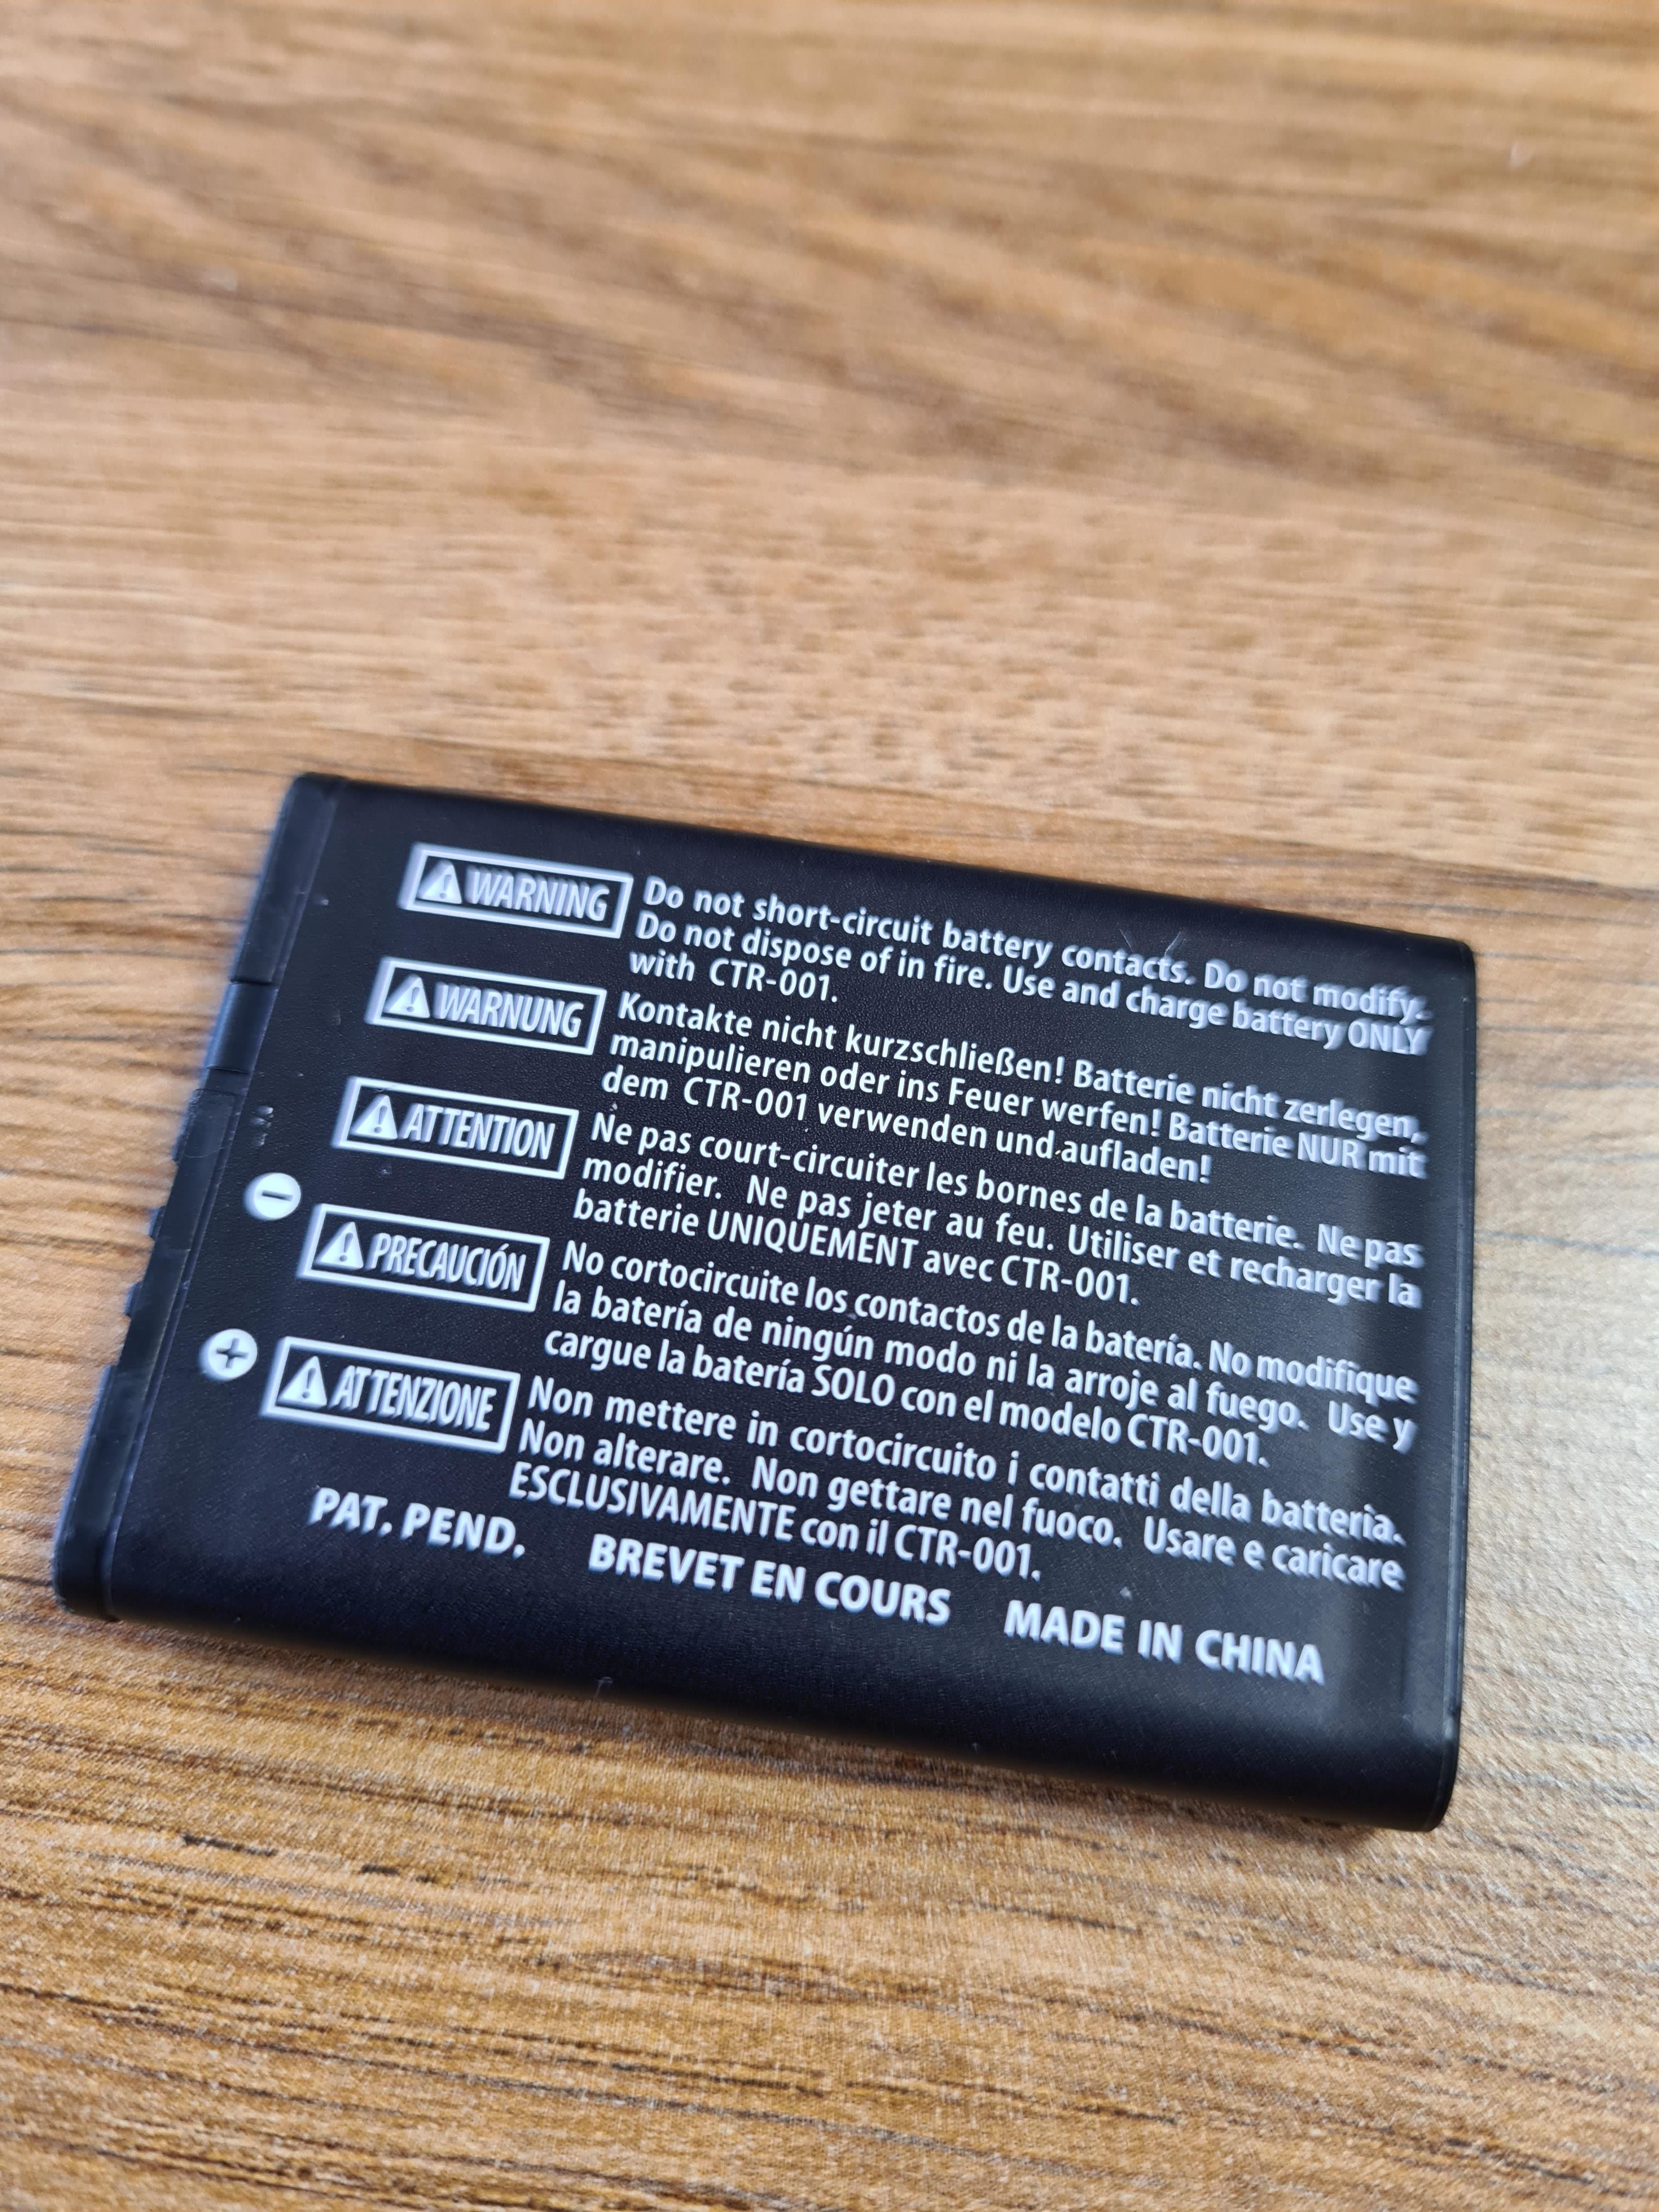 WARNING Do not short-circuit battery contacts. Do not modify.
Do not dispose of in fire. Use and charge battery ONLY
with CTR-001.
WARNUNG Kontakte nicht kurzschließen! Batterie nicht zerlegen,
manipulieren oder ins Feuer werfen! Batterie NUR mit
dem CTR-001 verwenden und aufladen!
ATTENTION Ne pas court-circuiter les bornes de la batterie. Ne pas
modifier. Ne pas jeter au feu. Utiliser et recharger la
batterie UNIQUEMENT avec CTR-001.
PRECAUCIÓN No cortocircuite los contactos de la batería. No modifique
la batería de ningún modo ni la arroje al fuego. Use y
cargue la batería SOLO con el modelo CTR-001.
ATTENZIONE Non mettere in cortocircuito i contatti della batteria.
Non alterare. Non gettare nel fuoco. Usare e caricare
ESCLUSIVAMENTE con il CTR-001.
PAT. PEND. BREVET EN COURS MADE IN CHINA